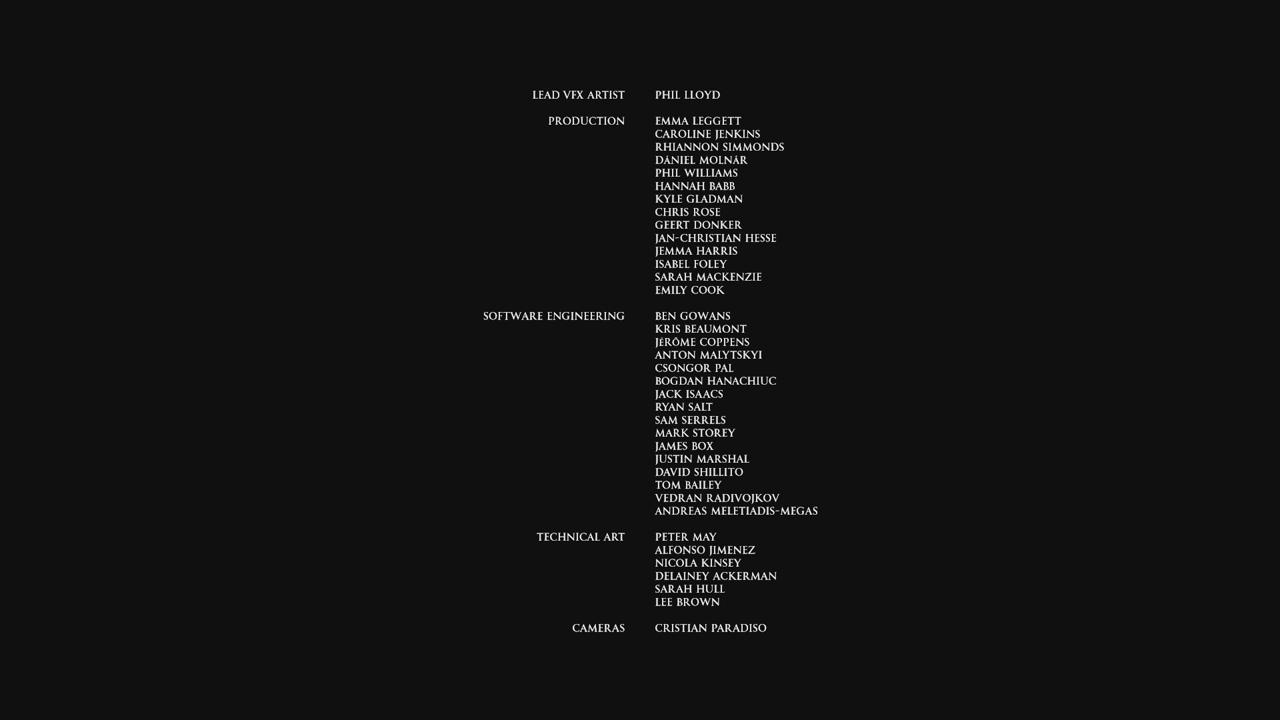 LEAD VFX ARTIST PHIL LLOYD
PRODUCTION EMMA LEGGETT
CAROLINE JENKINS
RHIANNON SIMMONDS
DÁNIEL MOLNÁR
PHIL WILLIAMS
HANNAH BABB
KYLE GLADMAN
CHRIS ROSE
GEERT DONKER
JAN-CHRISTIAN HESSE
JEMMA HARRIS
ISABEL FOLEY
SARAH MACKENZIE
EMILY COOK
SOFTWARE ENGINEERING BEN GOWANS
KRIS BEAUMONT
JÉRÔME COPPENS
ANTON MALYTSKYI
CSONGOR PAL
BOGDAN HANACHIUC
JACK ISAACS
RYAN SALT
SAM SERRELS
MARK STOREY
JAMES BOX
JUSTIN MARSHAL
DAVID SHILLITO
TOM BAILEY
VEDRAN RADIVOJKOV
ANDREAS MELETIADIS-MEGAS
TECHNICAL ART PETER MAY
ALFONSO JIMENEZ
NICOLA KINSEY
DELAINEY ACKERMAN
SARAH HULL
LEE BROWN
CAMERAS CRISTIAN PARADISO